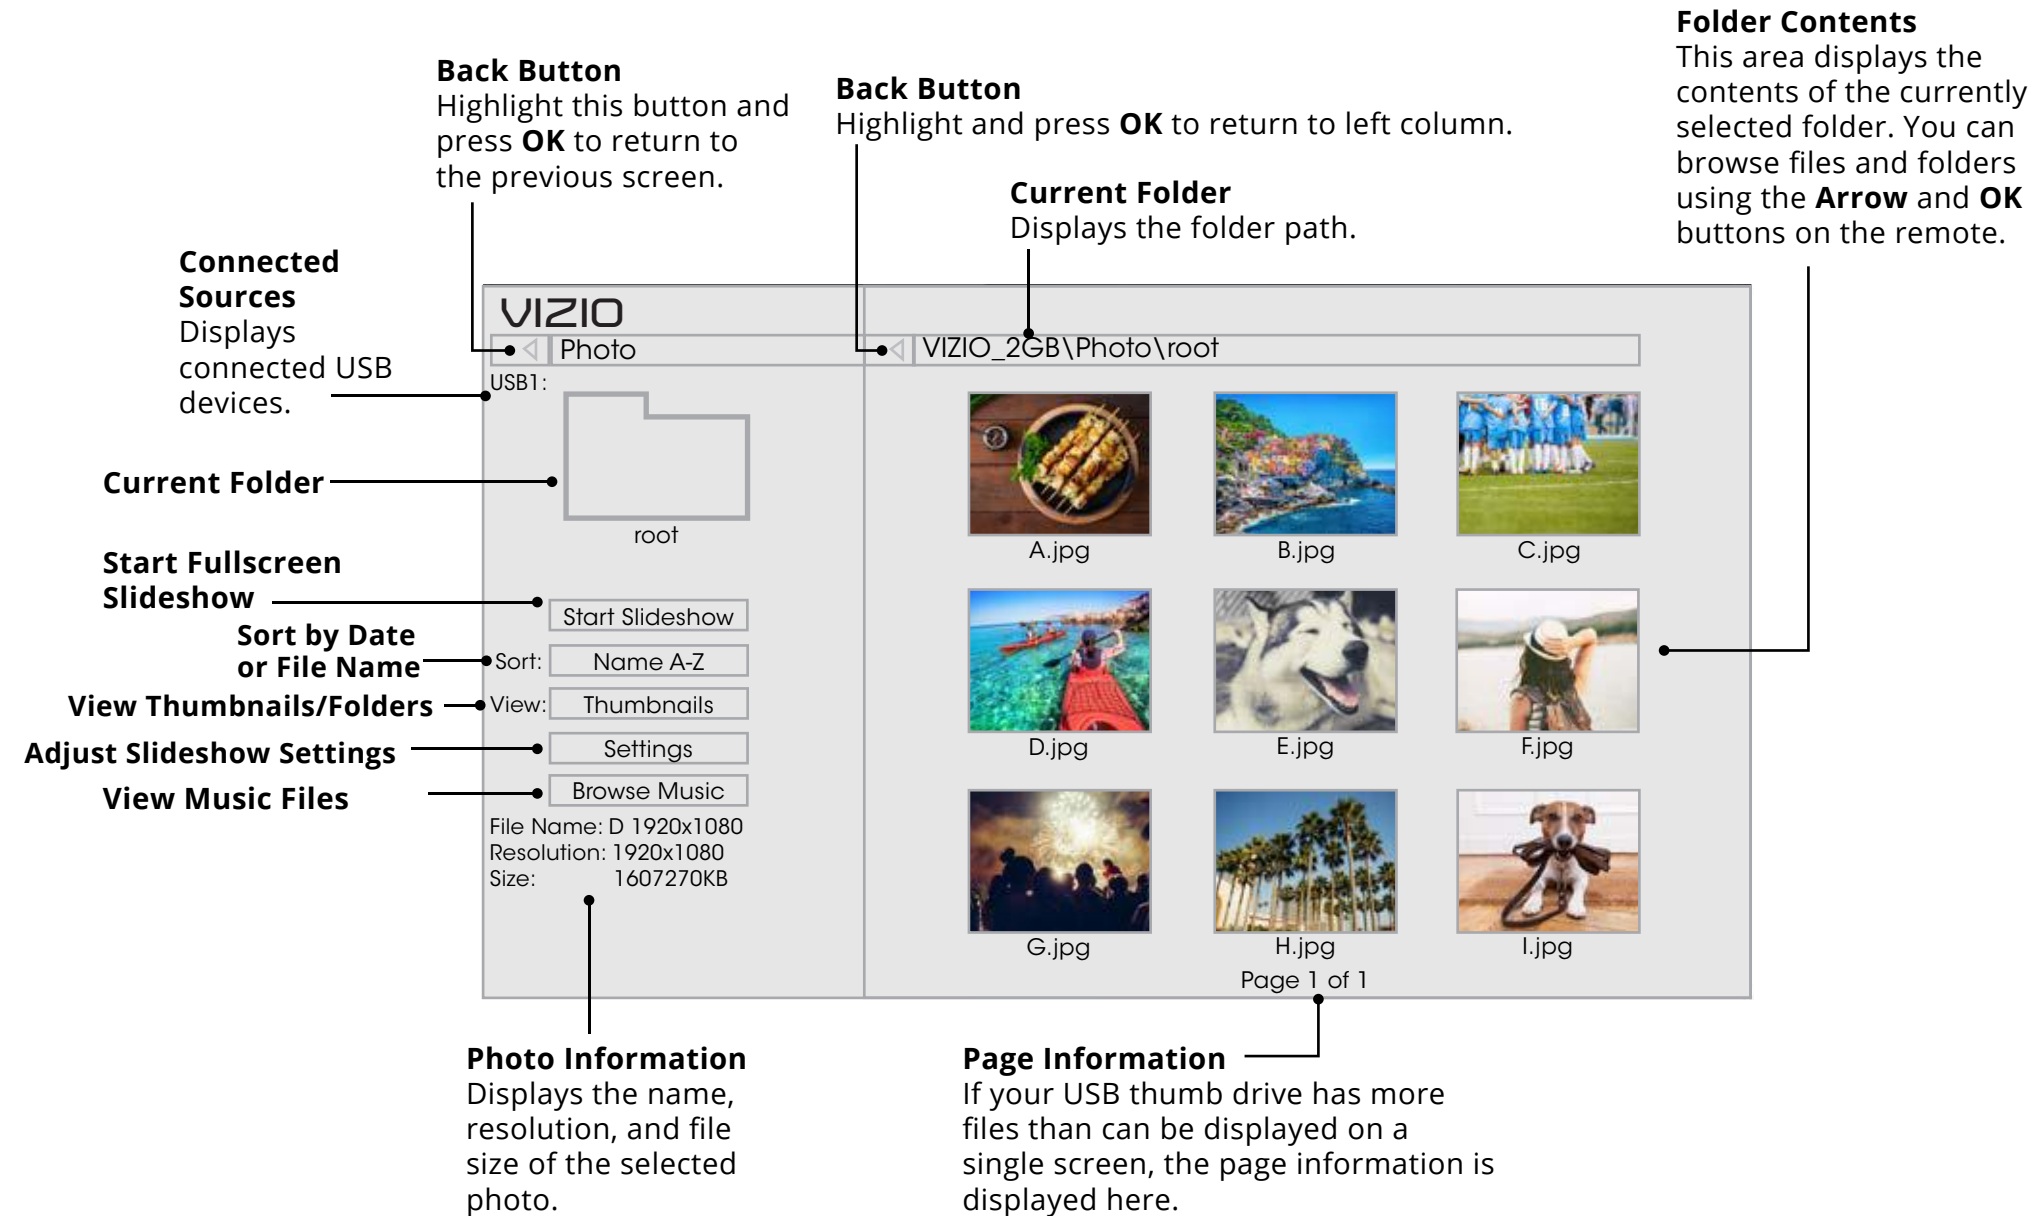 Folder Contents
This area displays the
contents of the currently
selected folder. You can
browse files and folders
using the Arrow and OK
buttons on the remote.
Back Button
Highlight this button and
press OK to return to
the previous screen.
Back Button
Highlight and press OK to return to left column.
Current Folder
Displays the folder path.
Connected
Sources
Displays
connected USB
devices.
Current Folder
Start Fullscreen
Slideshow
Sort by Date
or File Name
View Thumbnails/Folders
Adjust Slideshow Settings
View Music Files
VIZIO
Photo
VIZIO_2GB\Photo\root
USB1:
root
Start Slideshow
Sort: Name A-Z
View: Thumbnails
Settings
Browse Music
File Name: D 1920x1080
Resolution: 1920x1080
Size: 1607270KB
A.jpg
B.jpg
C.jpg
D.jpg
E.jpg
F.jpg
G.jpg
H.jpg
I.jpg
Page 1 of 1
Photo Information
Displays the name,
resolution, and file
size of the selected
photo.
Page Information
If your USB thumb drive has more
files than can be displayed on a
single screen, the page information is
displayed here.